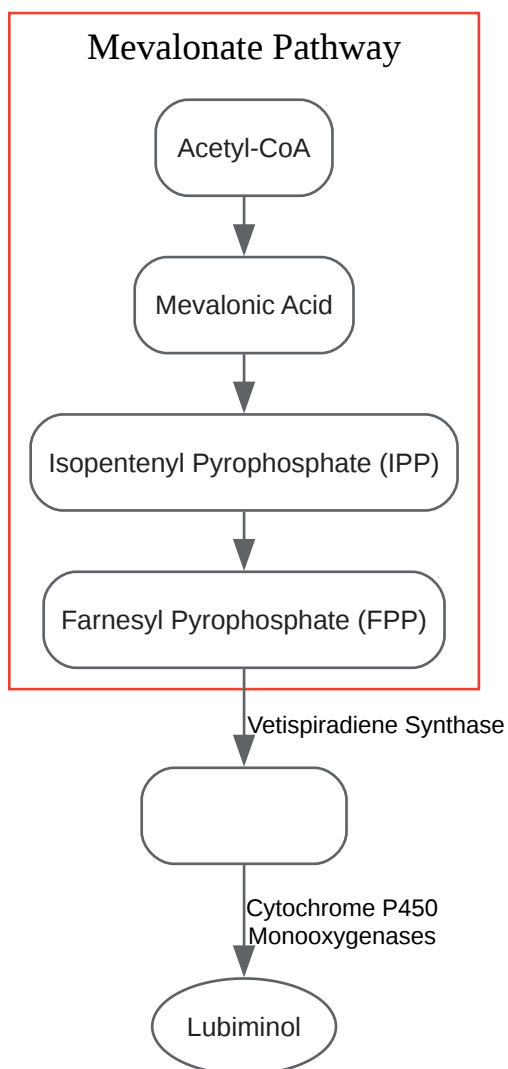 Mevalonate Pathway
Acetyl-CoA
Mevalonic Acid
Isopentenyl Pyrophosphate (IPP)
Farnesyl Pyrophosphate (FPP)
Vetispiradiene Synthase
Cytochrome P450
Monooxygenases
Lubiminol